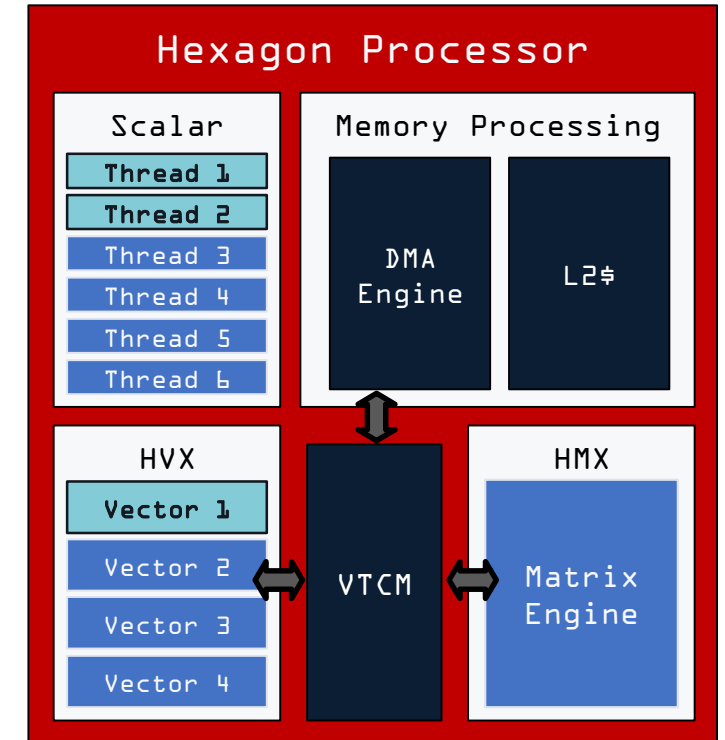 Hexagon Processor
Scalar
Thread 1
Thread 2
Thread 3
Thread 4
Thread 5
Thread 6
Memory Processing
DMA
Engine
L2$
HVX
Vector 1
Vector 2
Vector 3
Vector 4
VTCM
HMX
Matrix
Engine